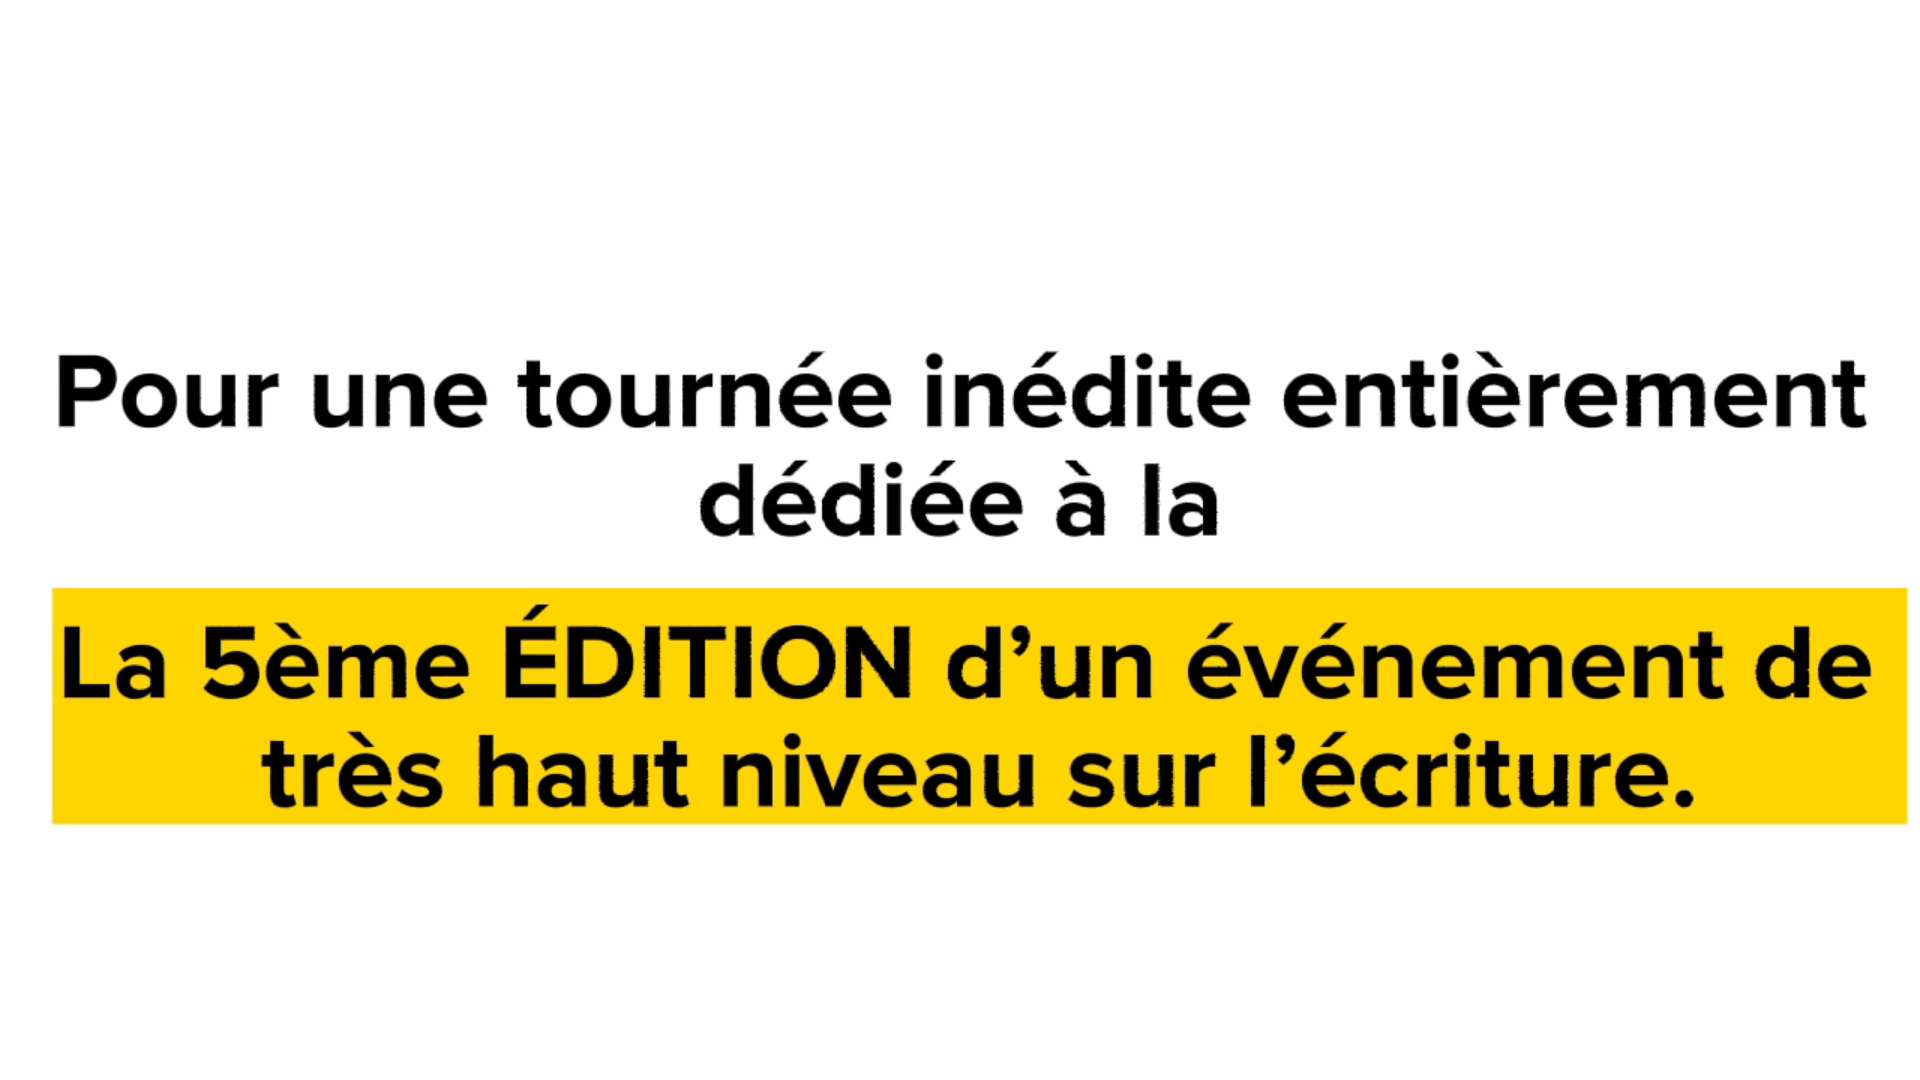 Pour une tournée inédite entièrement
dédiée à la
La 5ème ÉDITION d’un événement de
très haut niveau sur l’écriture.